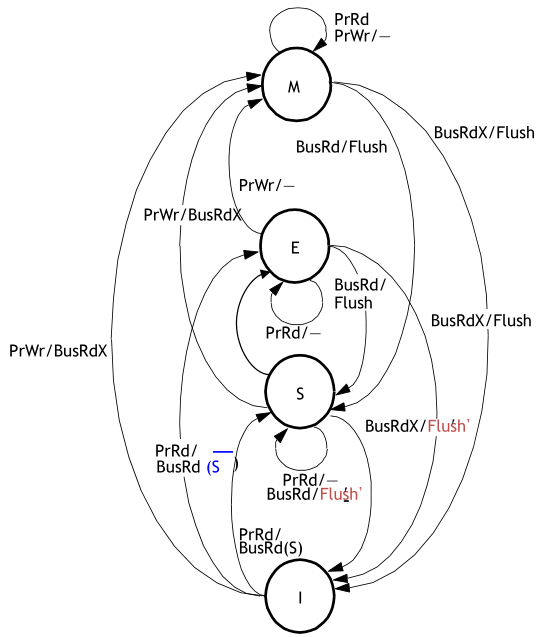 PrRd
PrWr/—
M
BusRdX/Flush
BusRd/Flush
PrWr/—
PrWr/BusRdX
E
BusRd/
Flush
BusRdX/Flush
PrRd/—
PrWr/BusRdX
S
BusRdX/Flush'
PrRd/
BusRd (S̅)
PrRd/—
BusRd/Flush'
PrRd/
BusRd(S)
I